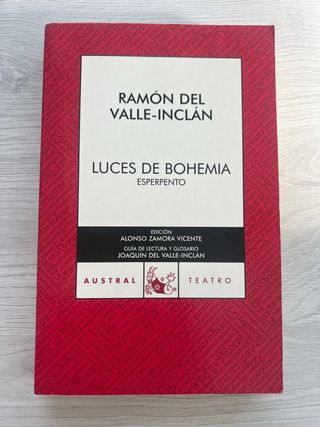 RAMÓN DEL
VALLE-INCLÁN
LUCES DE BOHEMIA
ESPERPENTO
EDICIÓN
ALONSO ZAMORA VICENTE
GUÍA DE LECTURA Y GLOSARIO
JOAQUÍN DEL VALLE-INCLÁN
AUSTRAL TEATRO